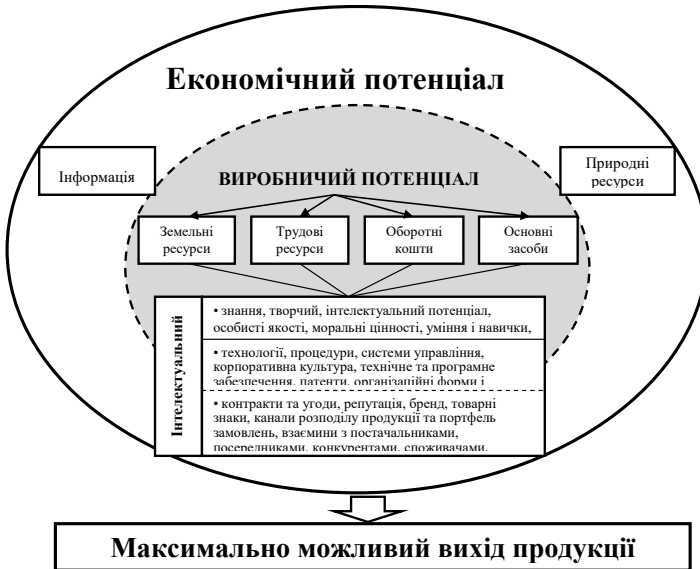 Економічний потенціал
Інформація
Природні
ресурси
ВИРОБНИЧИЙ ПОТЕНЦІАЛ
Земельні
ресурси
Трудові
ресурси
Оборотні
кошти
Основні
засоби
Інтелектуальний
• знання, творчий, інтелектуальний потенціал,
особисті якості, моральні цінності, уміння і навички,
• технології, процедури, системи управління,
корпоративна культура, технічне та програмне
забезпечення, патенти, організаційні форми і
• контракти та угоди, репутація, бренд, товарні
знаки, канали розподілу продукції та портфель
замовлень, взаємини з постачальниками,
посередниками, конкурентами, споживачами.
Максимально можливий вихід продукції